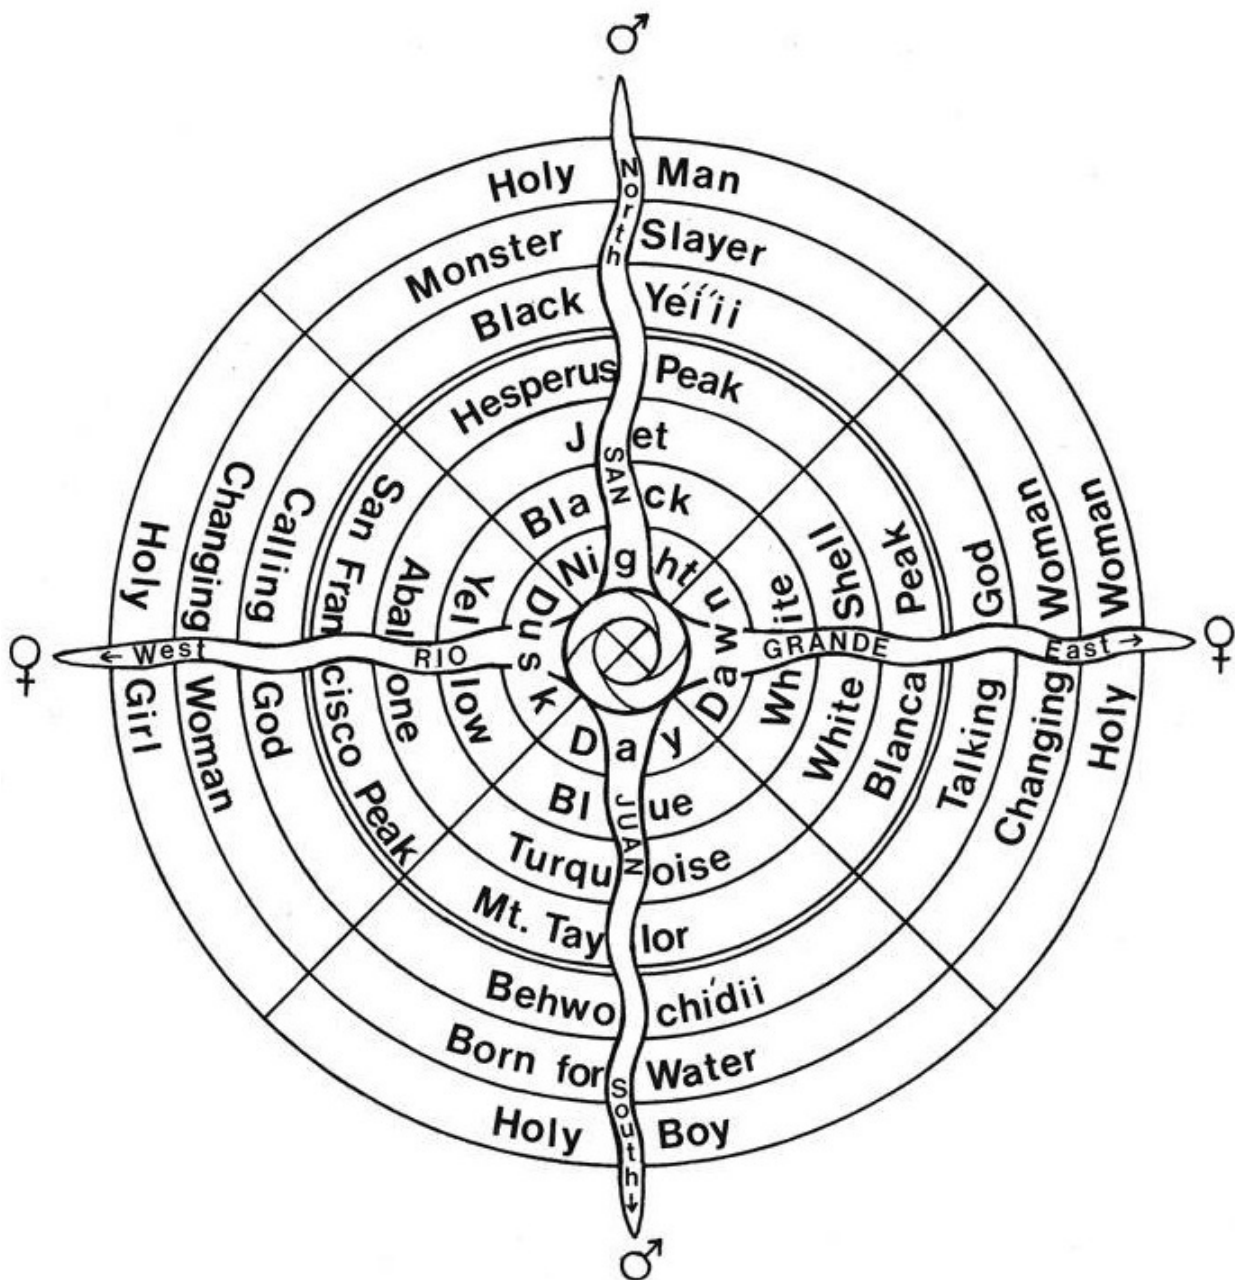 ♂
North
Holy Man
Monster Slayer
Black Yé'íi
Hesperus Peak
Jet
Black
Night
SAN
♀
← West
RIO
Holy Girl
Changing Woman
Calling God
San Francisco Peak
Abalone
Yellow
Dusk
Dawn
White
White Shell
Blanca Peak
Talking God
Changing Woman
Holy Woman
GRANDE
East →
♀
Day
Blue
Turquoise
Mt. Taylor
Behwochídii
Born for Water
Holy Boy
JUAN
South →
♂